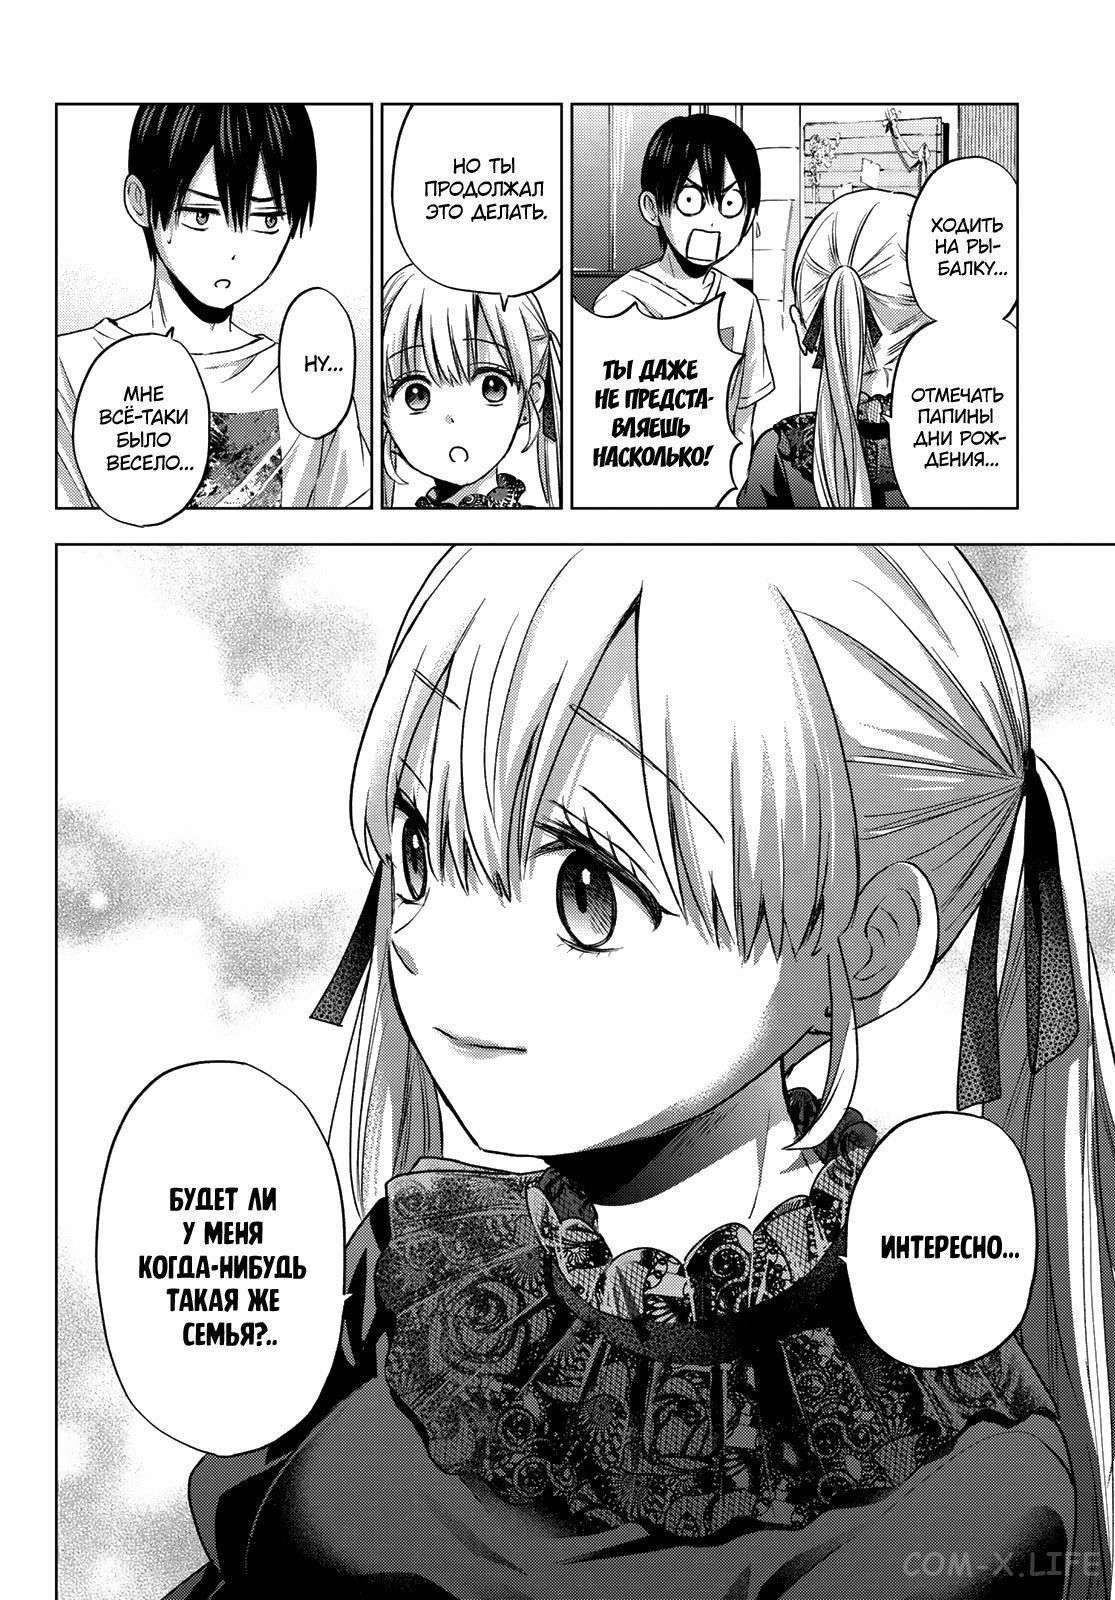 ХОДИТЬ
НА РЫ-
БАЛКУ...
ОТМЕЧАТЬ
ПАПИНЫ
ДНИ РОЖ-
ДЕНИЯ...
ТЫ ДАЖЕ
НЕ ПРЕДСТА-
ВЛЯЕШЬ
НАСКОЛЬКО!
НО ТЫ
ПРОДОЛЖАЛ
ЭТО ДЕЛАТЬ.
НУ...
МНЕ
ВСЁ-ТАКИ
БЫЛО
ВЕСЕЛО...
ИНТЕРЕСНО...
БУДЕТ ЛИ
У МЕНЯ
КОГДА-НИБУДЬ
ТАКАЯ ЖЕ
СЕМЬЯ?..
COM-X.LIFE